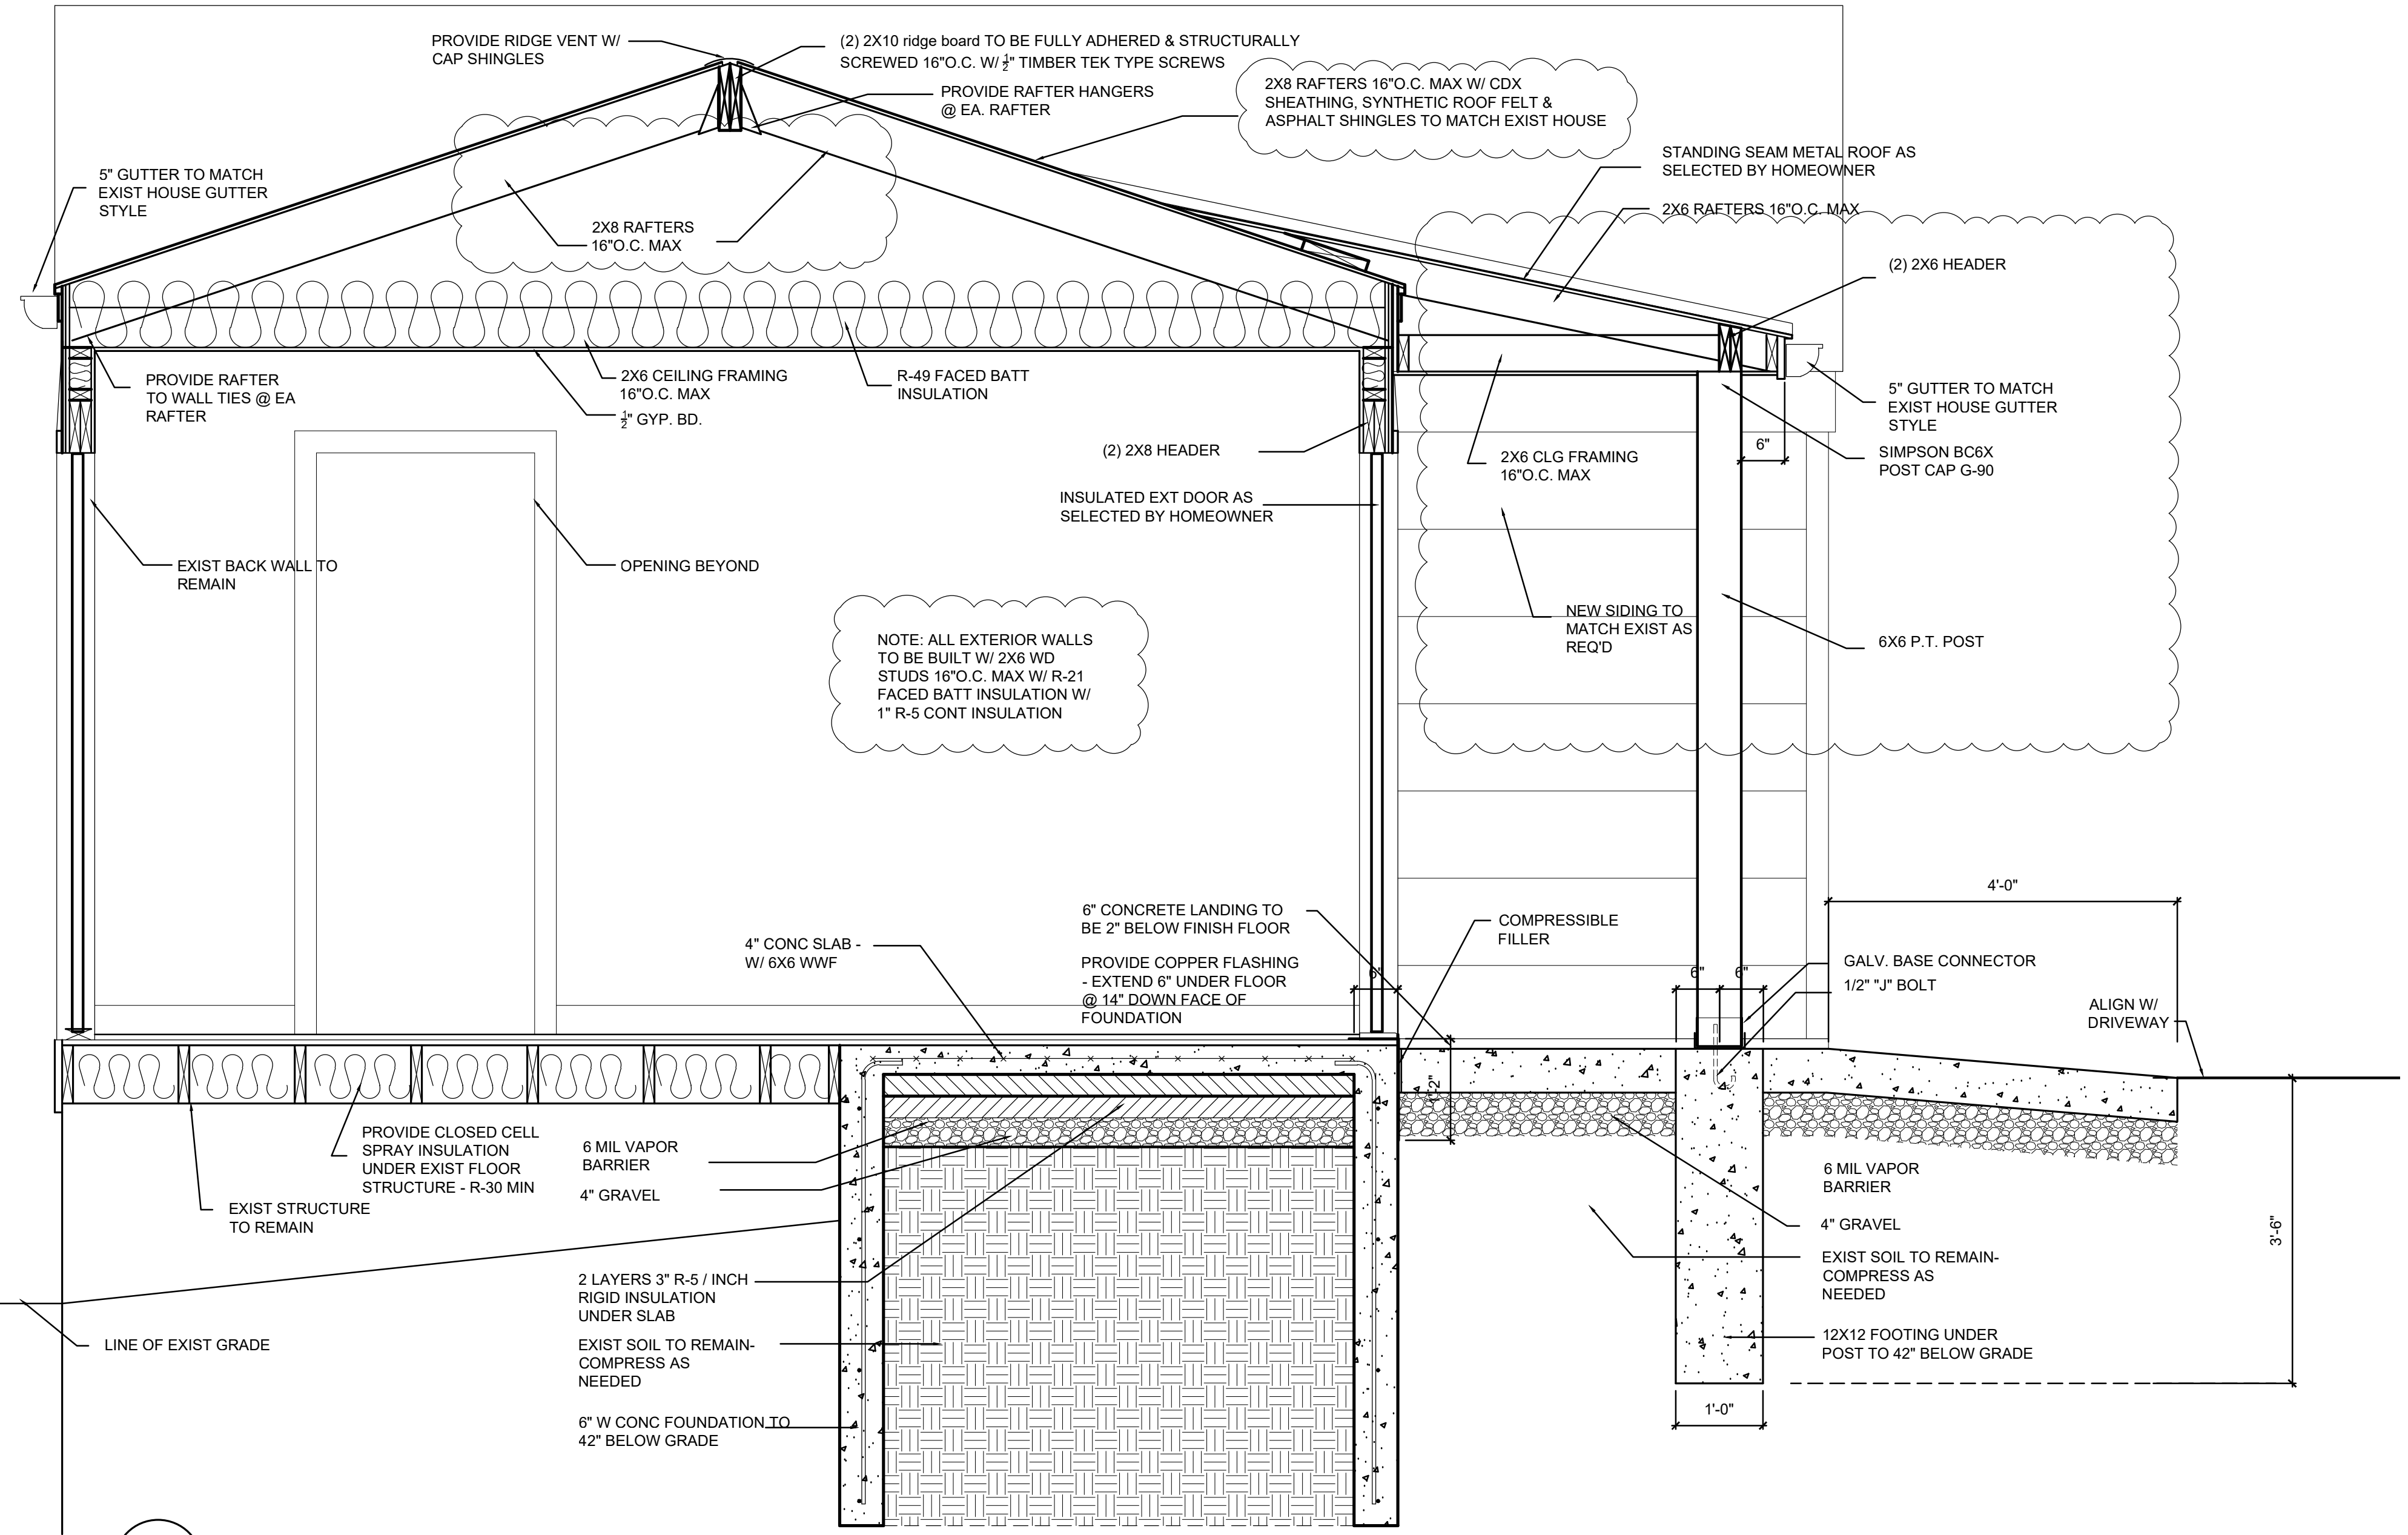 PROVIDE RIDGE VENT W/
CAP SHINGLES
(2) 2X10 ridge board TO BE FULLY ADHERED & STRUCTURALLY
SCREWED 16"O.C. W/ 1/2" TIMBER TEK TYPE SCREWS
PROVIDE RAFTER HANGERS
@ EA. RAFTER
2X8 RAFTERS 16"O.C. MAX W/ CDX
SHEATHING, SYNTHETIC ROOF FELT &
ASPHALT SHINGLES TO MATCH EXIST HOUSE
STANDING SEAM METAL ROOF AS
SELECTED BY HOMEOWNER
2X6 RAFTERS 16"O.C. MAX
(2) 2X6 HEADER
5" GUTTER TO MATCH
EXIST HOUSE GUTTER
STYLE
2X8 RAFTERS
16"O.C. MAX
PROVIDE RAFTER
TO WALL TIES @ EA
RAFTER
2X6 CEILING FRAMING
16"O.C. MAX
1/2" GYP. BD.
R-49 FACED BATT
INSULATION
(2) 2X8 HEADER
INSULATED EXT DOOR AS
SELECTED BY HOMEOWNER
2X6 CLG FRAMING
16"O.C. MAX
6"
5" GUTTER TO MATCH
EXIST HOUSE GUTTER
STYLE
SIMPSON BC6X
POST CAP G-90
EXIST BACK WALL TO
REMAIN
OPENING BEYOND
NOTE: ALL EXTERIOR WALLS
TO BE BUILT W/ 2X6 WD
STUDS 16"O.C. MAX W/ R-21
FACED BATT INSULATION W/
1" R-5 CONT INSULATION
NEW SIDING TO
MATCH EXIST AS
REQ'D
6X6 P.T. POST
4'-0"
4" CONC SLAB -
W/ 6X6 WWF
6" CONCRETE LANDING TO
BE 2" BELOW FINISH FLOOR
PROVIDE COPPER FLASHING
- EXTEND 6" UNDER FLOOR
@ 14" DOWN FACE OF
FOUNDATION
6"
COMPRESSIBLE
FILLER
6"
6"
GALV. BASE CONNECTOR
1/2" "J" BOLT
ALIGN W/
DRIVEWAY
1'-2"
PROVIDE CLOSED CELL
SPRAY INSULATION
UNDER EXIST FLOOR
STRUCTURE - R-30 MIN
EXIST STRUCTURE
TO REMAIN
6 MIL VAPOR
BARRIER
4" GRAVEL
2 LAYERS 3" R-5 / INCH
RIGID INSULATION
UNDER SLAB
EXIST SOIL TO REMAIN-
COMPRESS AS
NEEDED
6" W CONC FOUNDATION TO
42" BELOW GRADE
LINE OF EXIST GRADE
6 MIL VAPOR
BARRIER
4" GRAVEL
EXIST SOIL TO REMAIN-
COMPRESS AS
NEEDED
12X12 FOOTING UNDER
POST TO 42" BELOW GRADE
3'-6"
1'-0"